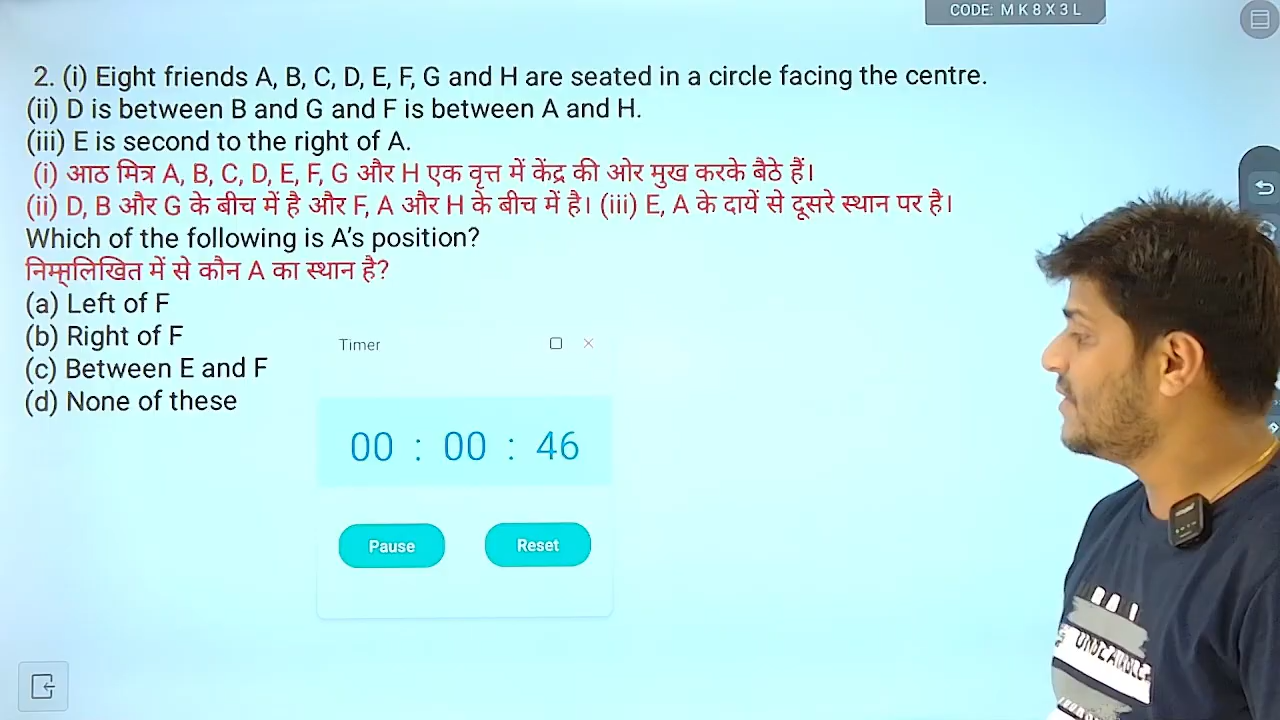 CODE: M K 8 X 3 L
2. (i) Eight friends A, B, C, D, E, F, G and H are seated in a circle facing the centre.
(ii) D is between B and G and F is between A and H.
(iii) E is second to the right of A.
(i) आठ मित्र A, B, C, D, E, F, G और H एक वृत्त में केंद्र की ओर मुख करके बैठे हैं।
(ii) D, B और G के बीच में है और F, A और H के बीच में है। (iii) E, A के दायें से दूसरे स्थान पर है।
Which of the following is A’s position?
निम्नलिखित में से कौन A का स्थान है?
(a) Left of F
(b) Right of F
(c) Between E and F
(d) None of these
Timer
00 : 00 : 46
Pause
Reset